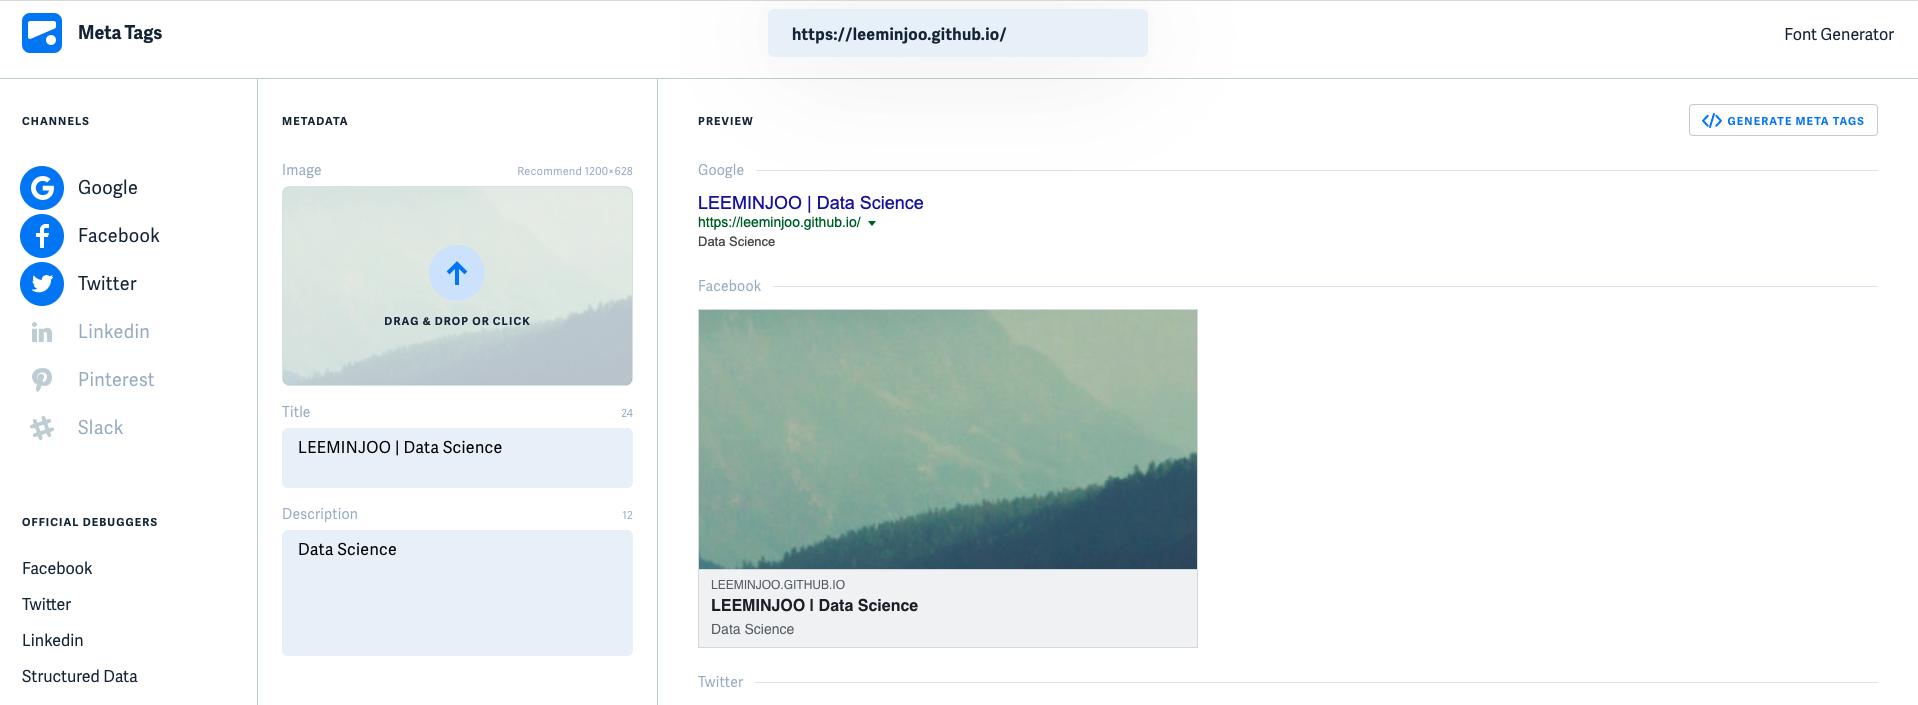 Meta Tags
https://leeminjoo.github.io/
Font Generator
CHANNELS
Google
Facebook
Twitter
Linkedin
Pinterest
Slack
OFFICIAL DEBUGGERS
Facebook
Twitter
Linkedin
Structured Data
METADATA
Image
Recommend 1200×628
DRAG & DROP OR CLICK
Title
24
LEEMINJOO | Data Science
Description
12
Data Science
PREVIEW
GENERATE META TAGS
Google
LEEMINJOO | Data Science
https://leeminjoo.github.io/
Data Science
Facebook
LEEMINJOO.GITHUB.IO
LEEMINJOO | Data Science
Data Science
Twitter